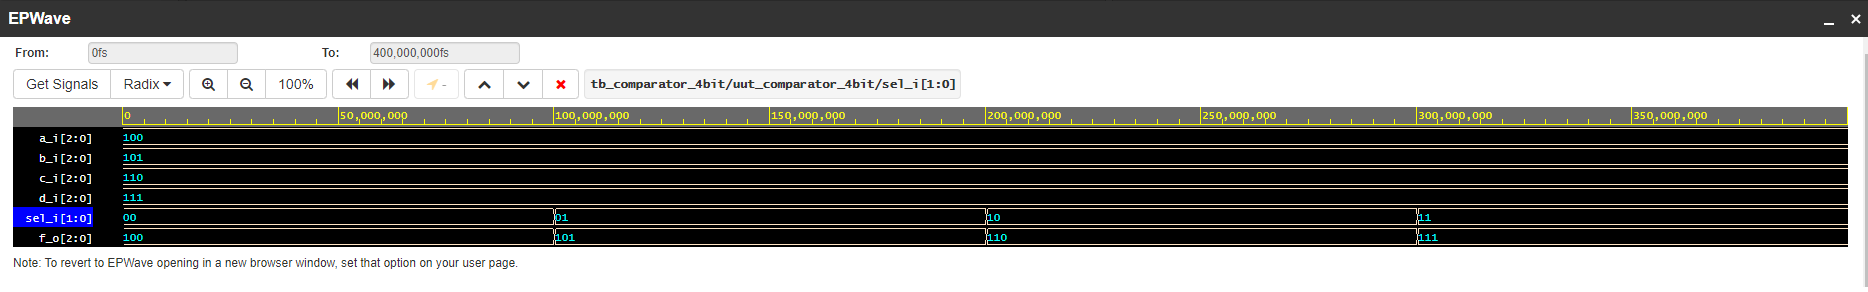 EPWave
From: 0fs To: 400,000,000fs
Get Signals Radix 100% - tb_comparator_4bit/uut_comparator_4bit/sel_i[1:0]
0 50,000,000 100,000,000 150,000,000 200,000,000 250,000,000 300,000,000 350,000,000
a_i[2:0] 100
b_i[2:0] 101
c_i[2:0] 110
d_i[2:0] 111
sel_i[1:0] 00 01 10 11
f_o[2:0] 100 101 110 111
Note: To revert to EPWave opening in a new browser window, set that option on your user page.